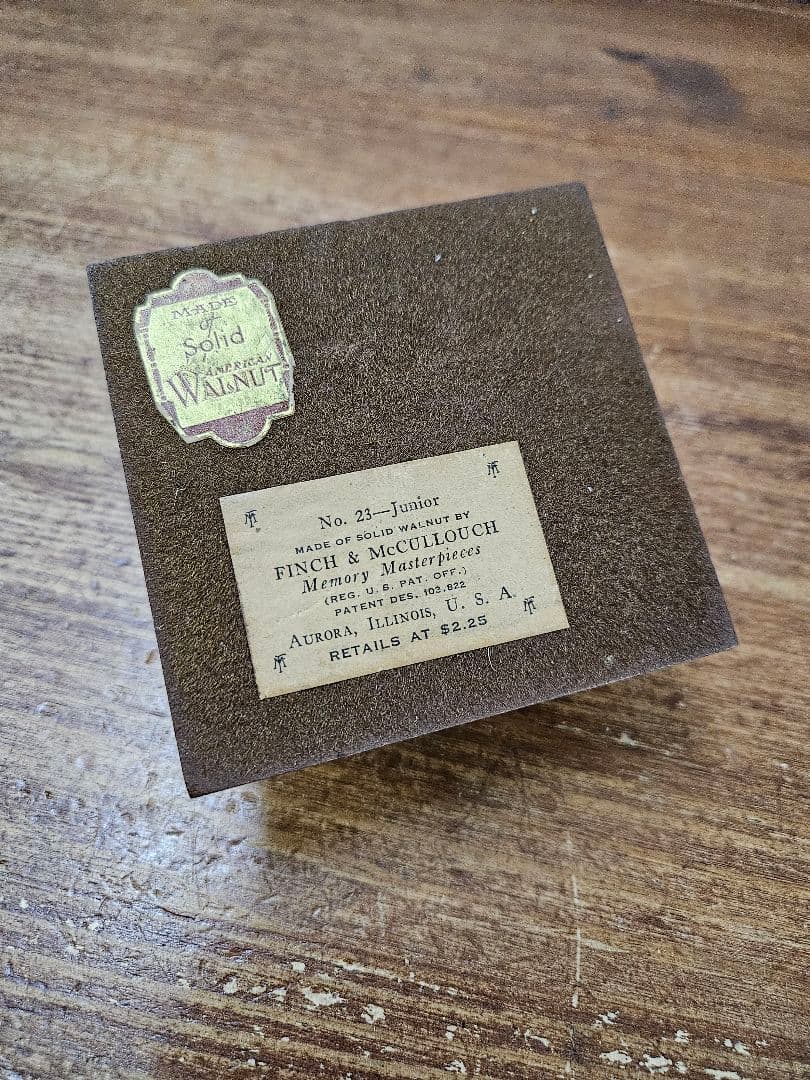 MADE
of
Solid
AMERICAN
WALNUT
No. 23—Junior
MADE OF SOLID WALNUT BY
FINCH & McCULLOUCH
Memory Masterpieces
(REG. U. S. PAT. OFF.)
PATENT DES. 103,822
AURORA, ILLINOIS, U. S. A.
RETAILS AT $2.25